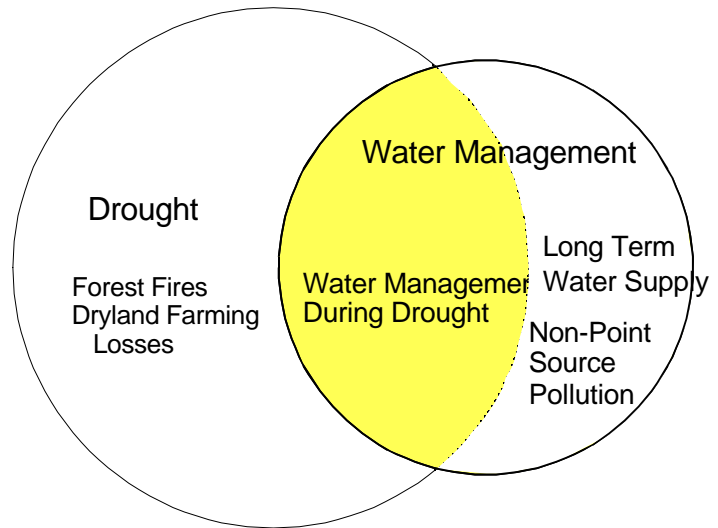 Water Management
Drought
Forest Fires
Dryland Farming
Losses
Water Managemen
During Drought
Long Term
Water Supply
Non-Point
Source
Pollution